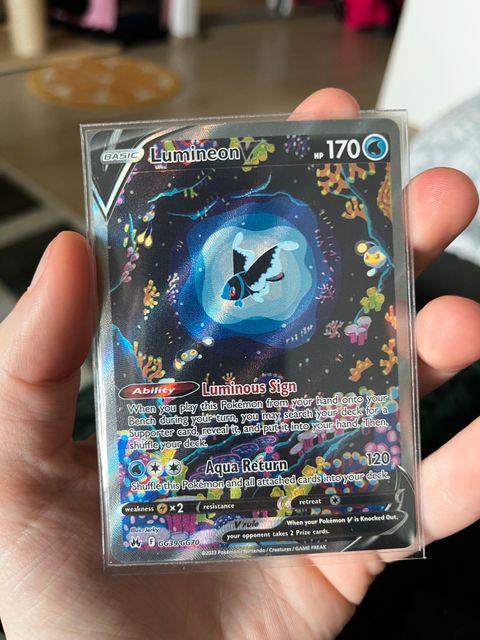 BASIC Lumineon V HP 170
Ability Luminous Sign
When you play this Pokémon from your hand onto your
Bench during your turn, you may search your deck for a
Supporter card, reveal it, and put it into your hand. Then,
shuffle your deck.
Aqua Return 120
Shuffle this Pokémon and all attached cards into your deck.
weakness ×2 resistance retreat
V rule When your Pokémon V is Knocked Out,
your opponent takes 2 Prize cards.
Illus. Jerky
F GG39/GG70
©2023 Pokémon / Nintendo / Creatures / GAME FREAK